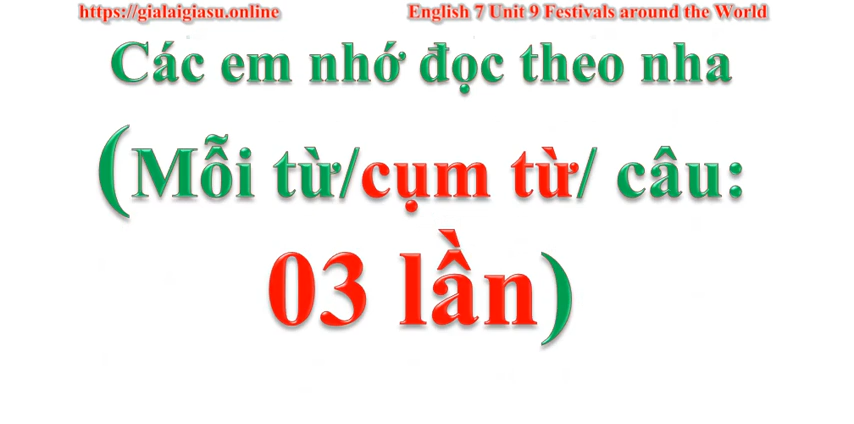 https://gialaigiasu.online English 7 Unit 9 Festivals around the World
Các em nhớ đọc theo nha
(Mỗi từ/cụm từ/ câu:
03 lần)